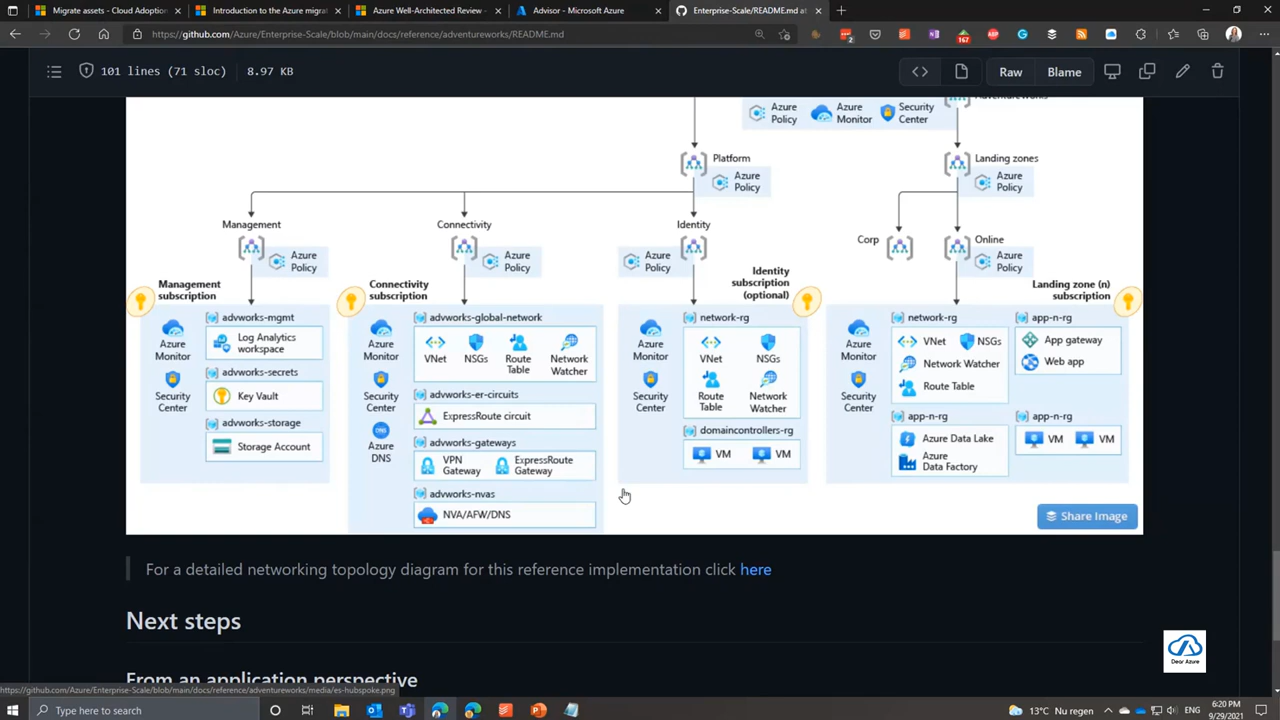 Migrate assets - Cloud Adoption
Introduction to the Azure migrat
Azure Well-Architected Review -
Advisor - Microsoft Azure
Enterprise-Scale/README.md at
https://github.com/Azure/Enterprise-Scale/blob/main/docs/reference/adventureworks/README.md
101 lines (71 sloc)
8.97 KB
Raw
Blame
Azure Policy
Azure Monitor
Security Center
Platform
Azure Policy
Landing zones
Azure Policy
Management
Azure Policy
Connectivity
Azure Policy
Identity
Azure Policy
Corp
Online
Azure Policy
Management subscription
advworks-mgmt
Azure Monitor
Log Analytics workspace
advworks-secrets
Security Center
Key Vault
advworks-storage
Storage Account
Connectivity subscription
advworks-global-network
Azure Monitor
VNet
NSGs
Route Table
Network Watcher
Security Center
advworks-er-circuits
ExpressRoute circuit
Azure DNS
advworks-gateways
VPN Gateway
ExpressRoute Gateway
advworks-nvas
NVA/AFW/DNS
Identity subscription (optional)
network-rg
Azure Monitor
VNet
NSGs
Security Center
Route Table
Network Watcher
domaincontrollers-rg
VM
VM
Landing zone (n) subscription
network-rg
Azure Monitor
VNet
NSGs
Network Watcher
Route Table
Security Center
app-n-rg
App gateway
Web app
app-n-rg
Azure Data Lake
Azure Data Factory
app-n-rg
VM
VM
Share Image
For a detailed networking topology diagram for this reference implementation click here
Next steps
From an application perspective
Dear Azure
https://github.com/Azure/Enterprise-Scale/blob/main/docs/reference/adventureworks/media/es-hubspoke.png
Type here to search
13°C Nuo regen
ENG
6:20 PM
9/29/2021